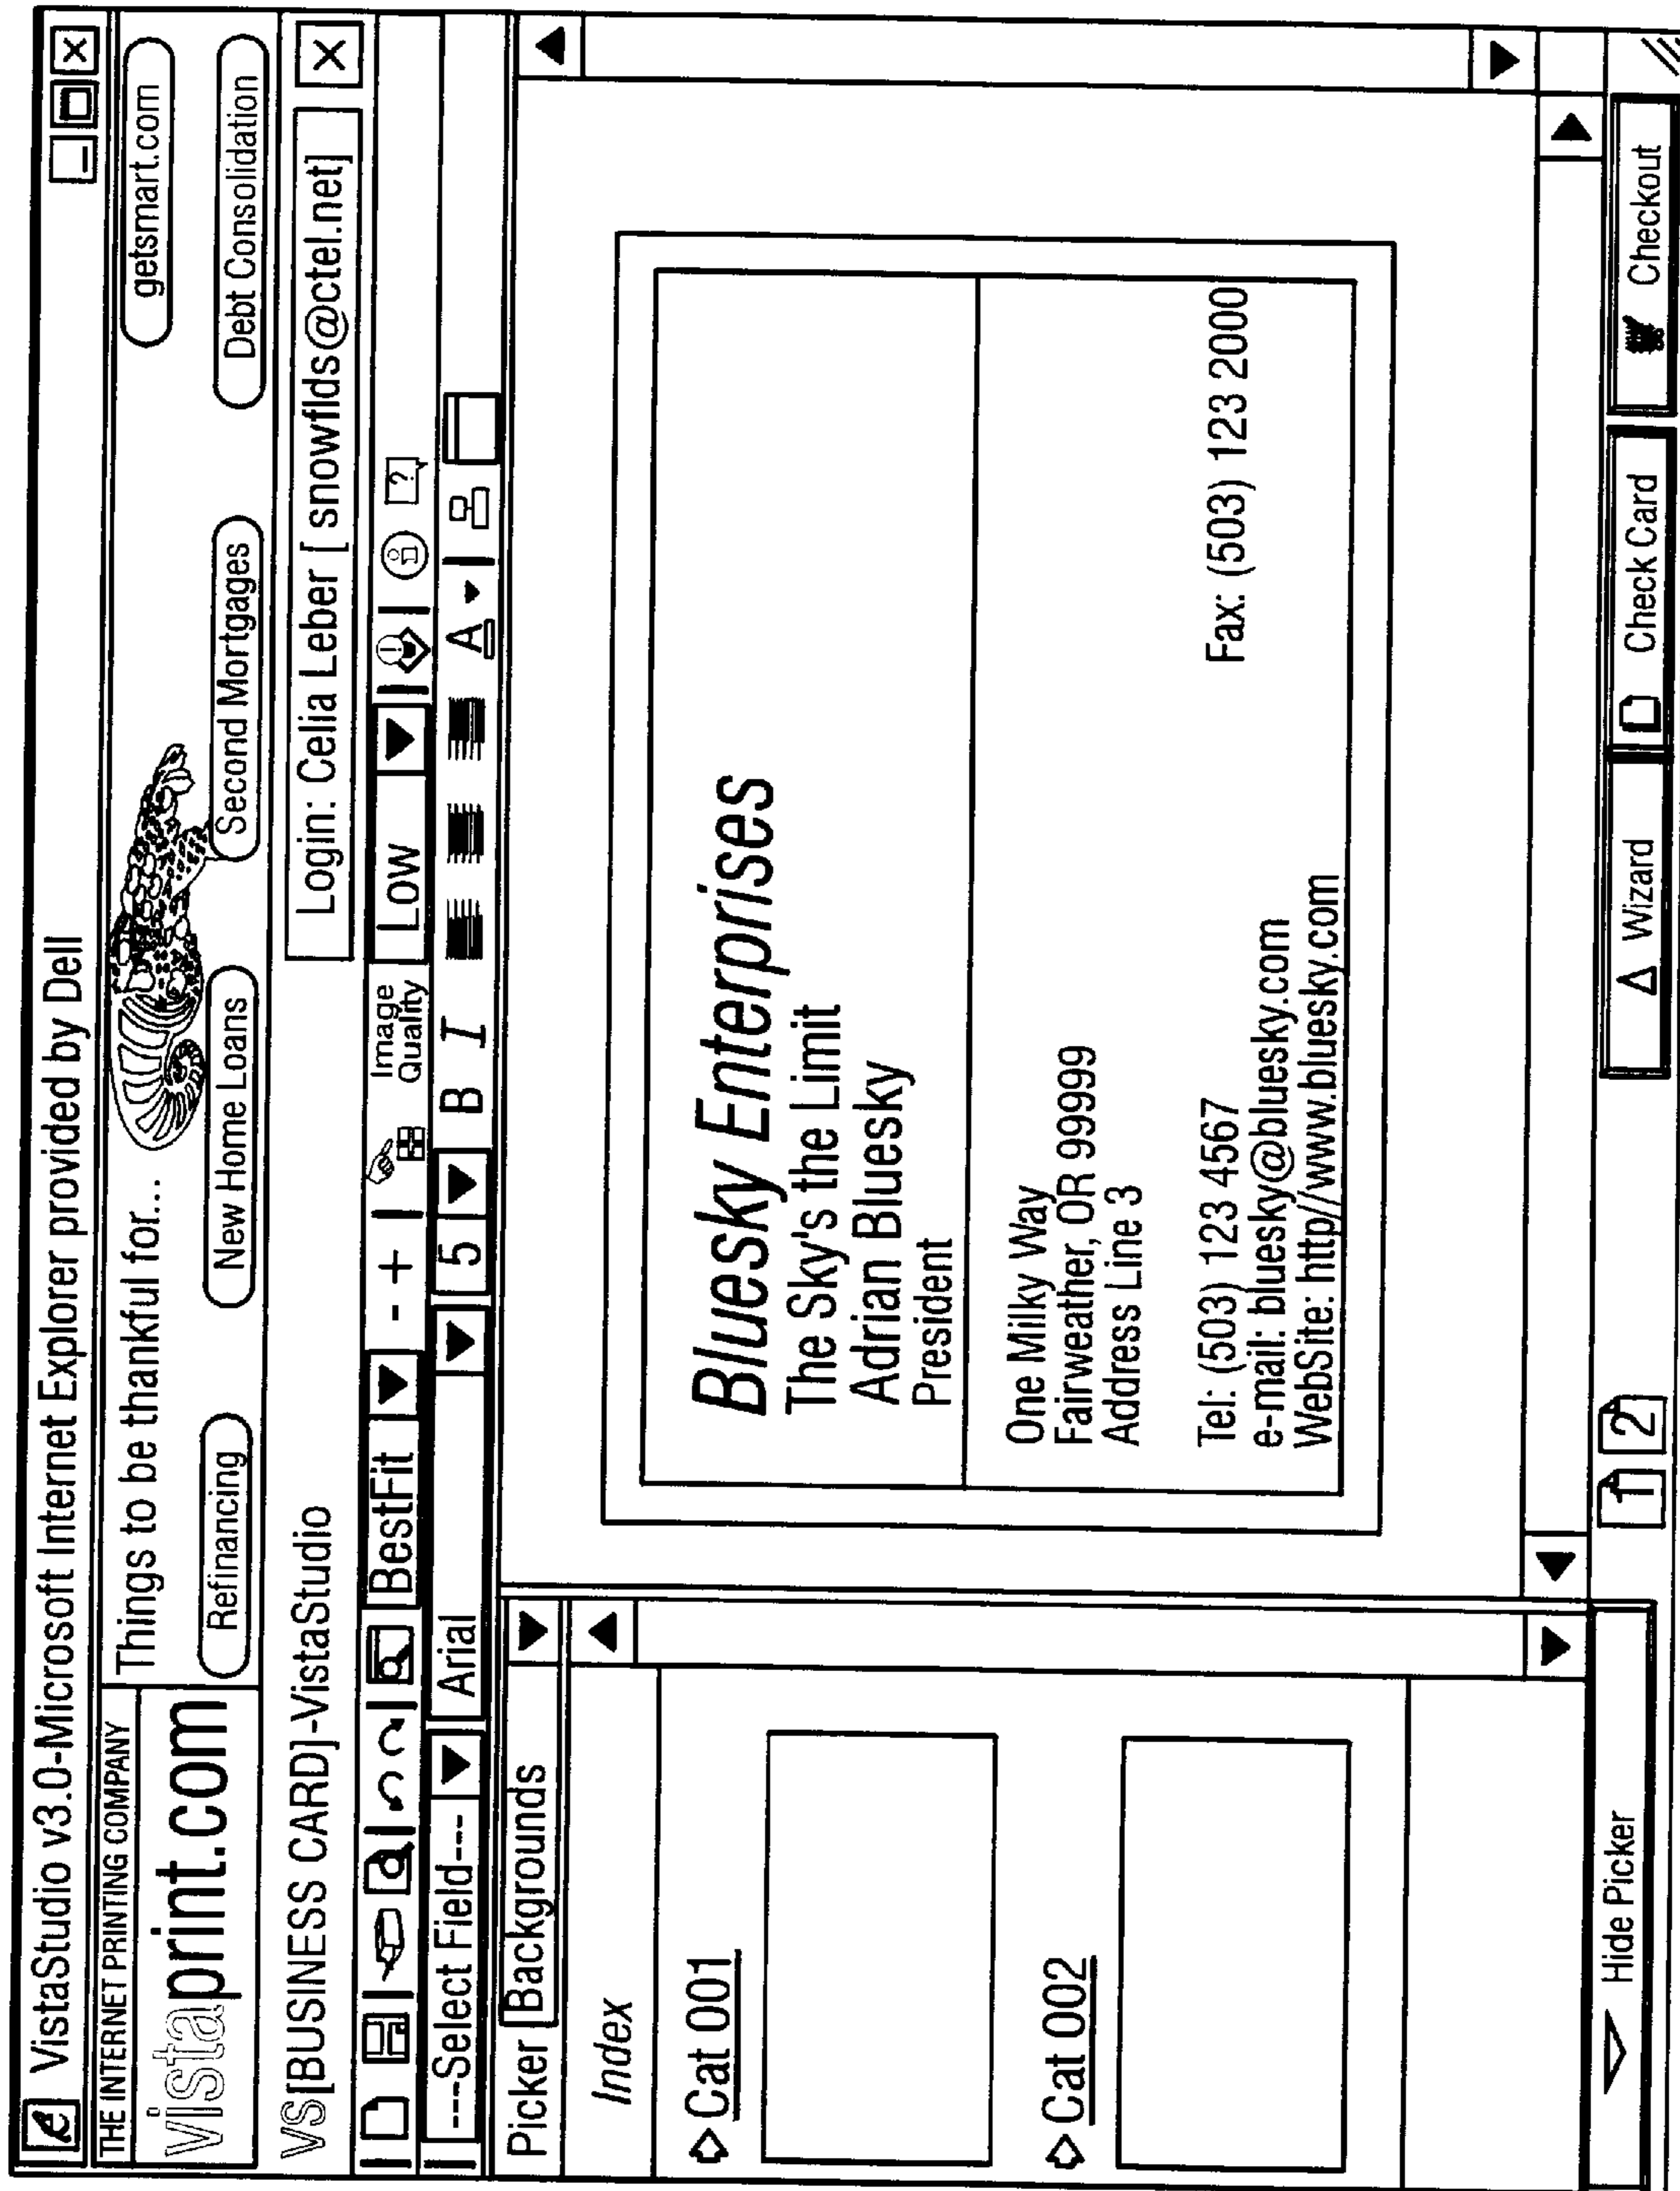 VistaStudio v3.0-Microsoft Internet Explorer provided by Dell
THE INTERNET PRINTING COMPANY
vistaprint.com
Things to be thankful for...
getsmart.com
Refinancing
New Home Loans
Second Mortgages
Debt Consolidation
VS[BUSINESS CARD]-VistaStudio
Login: Celia Leber [ snowflds@ctel.net]
BestFit
- +
Image
Quality
LOW
---Select Field---
Arial
5
B I
A
Picker Backgrounds
Index
Cat 001
Cat 002
Hide Picker
Bluesky Enterprises
The Sky's the Limit
Adrian Bluesky
President
One Milky Way
Fairweather, OR 99999
Address Line 3
Tel: (503) 123 4567
Fax: (503) 123 2000
e-mail: bluesky@bluesky.com
WebSite: http//www.bluesky.com
1 2
Wizard
Check Card
Checkout